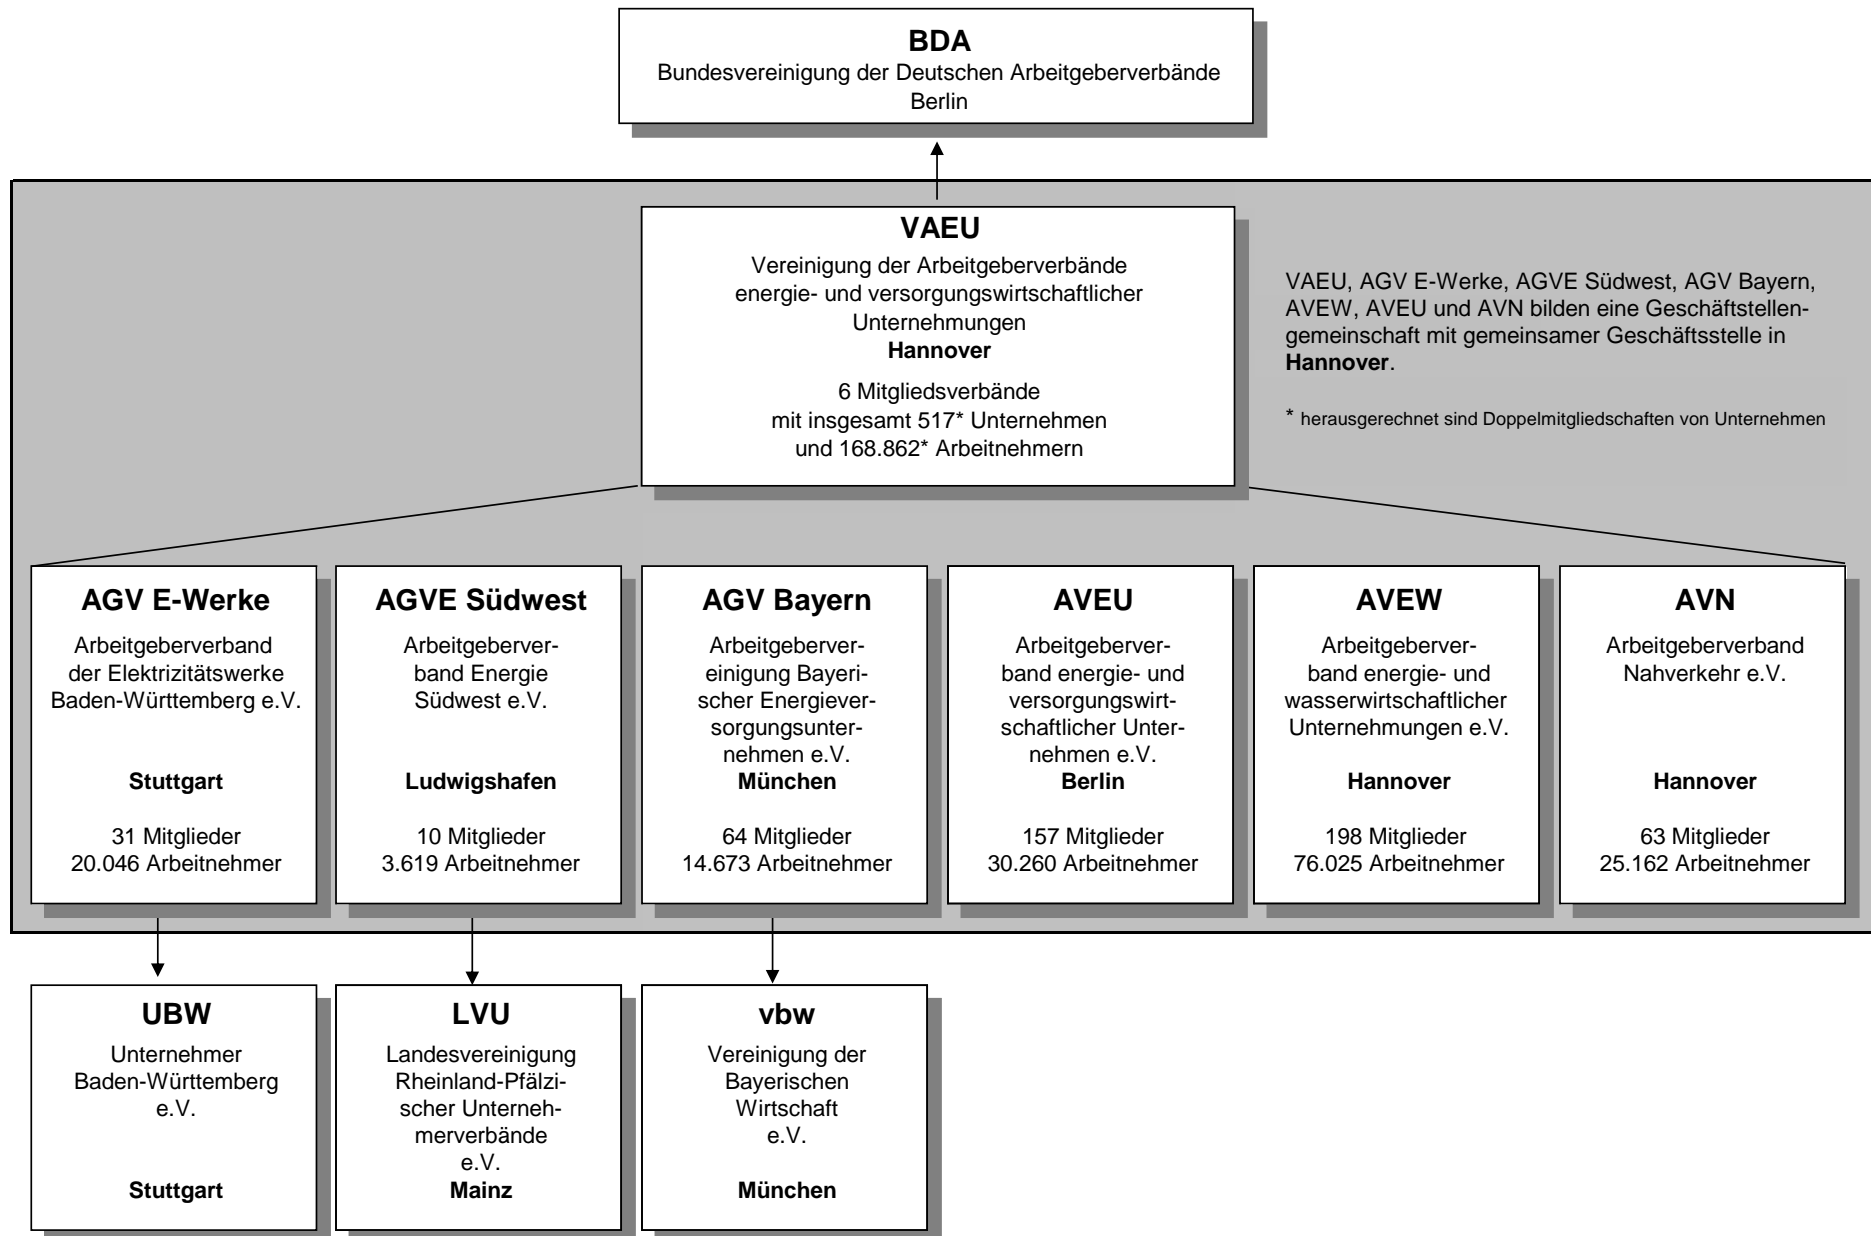 BDA
Bundesvereinigung der Deutschen Arbeitgeberverbände
Berlin
VAEU
Vereinigung der Arbeitgeberverbände
energie- und versorgungswirtschaftlicher
Unternehmungen
Hannover
6 Mitgliedsverbände
mit insgesamt 517* Unternehmen
und 168.862* Arbeitnehmern
VAEU, AGV E-Werke, AGVE Südwest, AGV Bayern,
AVEW, AVEU und AVN bilden eine Geschäftstellen-
gemeinschaft mit gemeinsamer Geschäftsstelle in
Hannover.
* herausgerechnet sind Doppelmitgliedschaften von Unternehmen
AGV E-Werke
Arbeitgeberverband
der Elektrizitätswerke
Baden-Württemberg e.V.
Stuttgart
31 Mitglieder
20.046 Arbeitnehmer
AGVE Südwest
Arbeitgeberver-
band Energie
Südwest e.V.
Ludwigshafen
10 Mitglieder
3.619 Arbeitnehmer
AGV Bayern
Arbeitgeberver-
einigung Bayeri-
scher Energiever-
sorgungsunter-
nehmen e.V.
München
64 Mitglieder
14.673 Arbeitnehmer
AVEU
Arbeitgeberver-
band energie- und
versorgungswirt-
schaftlicher Unter-
nehmen e.V.
Berlin
157 Mitglieder
30.260 Arbeitnehmer
AVEW
Arbeitgeberver-
band energie- und
wasserwirtschaftlicher
Unternehmungen e.V.
Hannover
198 Mitglieder
76.025 Arbeitnehmer
AVN
Arbeitgeberverband
Nahverkehr e.V.
Hannover
63 Mitglieder
25.162 Arbeitnehmer
UBW
Unternehmer
Baden-Württemberg
e.V.
Stuttgart
LVU
Landesvereinigung
Rheinland-Pfälzi-
scher Unterneh-
merverbände
e.V.
Mainz
vbw
Vereinigung der
Bayerischen
Wirtschaft
e.V.
München